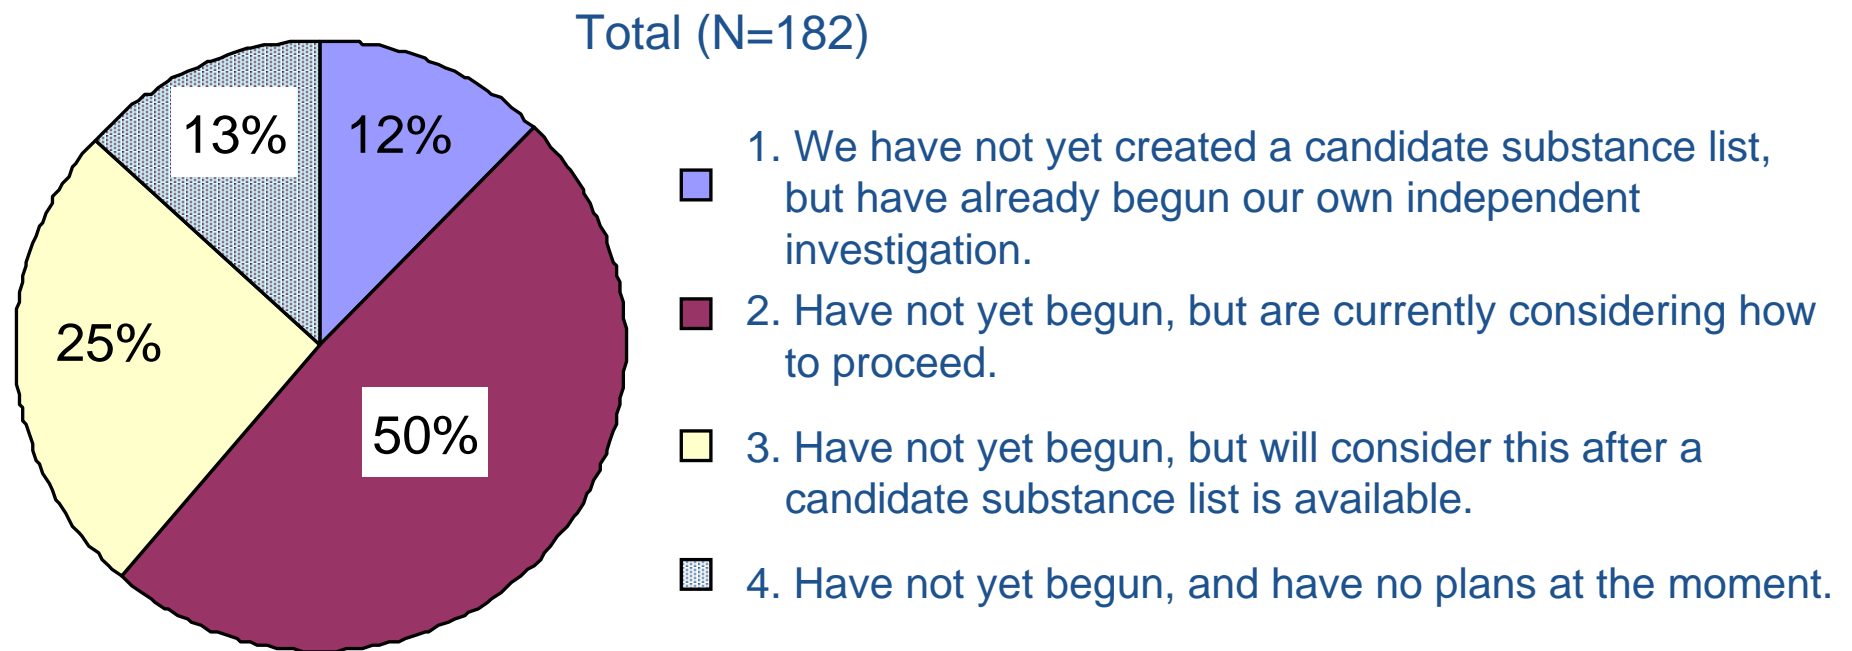 Total (N=182)
13%
12%
25%
50%
1. We have not yet created a candidate substance list,
but have already begun our own independent
investigation.
2. Have not yet begun, but are currently considering how
to proceed.
3. Have not yet begun, but will consider this after a
candidate substance list is available.
4. Have not yet begun, and have no plans at the moment.